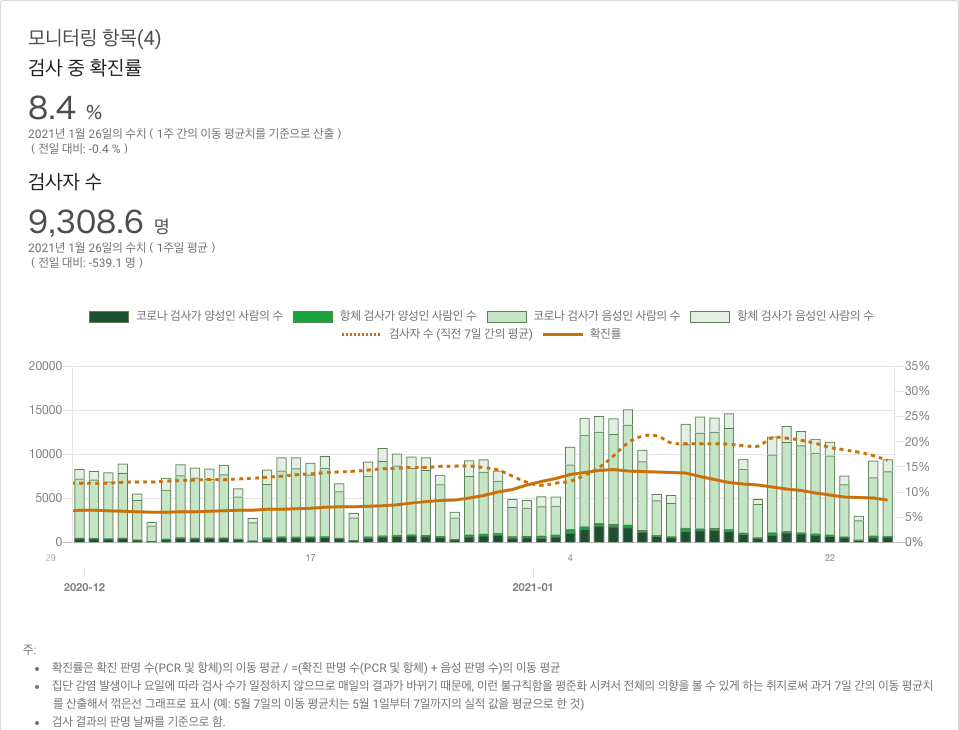 모니터링 항목(4)
검사 중 확진률
8.4 %
2021년 1월 26일의 수치 ( 1주 간의 이동 평균치를 기준으로 산출 )
( 전일 대비: -0.4 % )
검사자 수
9,308.6 명
2021년 1월 26일의 수치 ( 1주일 평균 )
( 전일 대비: -539.1 명 )
코로나 검사가 양성인 사람의 수 항체 검사가 양성인 사람인 수 코로나 검사가 음성인 사람의 수 항체 검사가 음성인 사람의 수
검사자 수 (직전 7일 간의 평균) 확진률
20000 35%
30%
15000 25%
20%
10000 15%
10%
5000 5%
0 0%
29 17 4 22
2020-12 2021-01
주:
• 확진률은 확진 판명 수(PCR 및 항체)의 이동 평균 / =(확진 판명 수(PCR 및 항체) + 음성 판명 수)의 이동 평균
• 집단 감염 발생이나 요일에 따라 검사 수가 일정하지 않으므로 매일의 결과가 바뀌기 때문에, 이런 불규칙함을 평준화 시켜서 전체의 의향을 볼 수 있게 하는 취지로써 과거 7일 간의 이동 평균치
를 산출해서 꺾은선 그래프로 표시 (예: 5월 7일의 이동 평균치는 5월 1일부터 7일까지의 실적 값을 평균으로 한 것)
• 검사 결과의 판명 날짜를 기준으로 함.